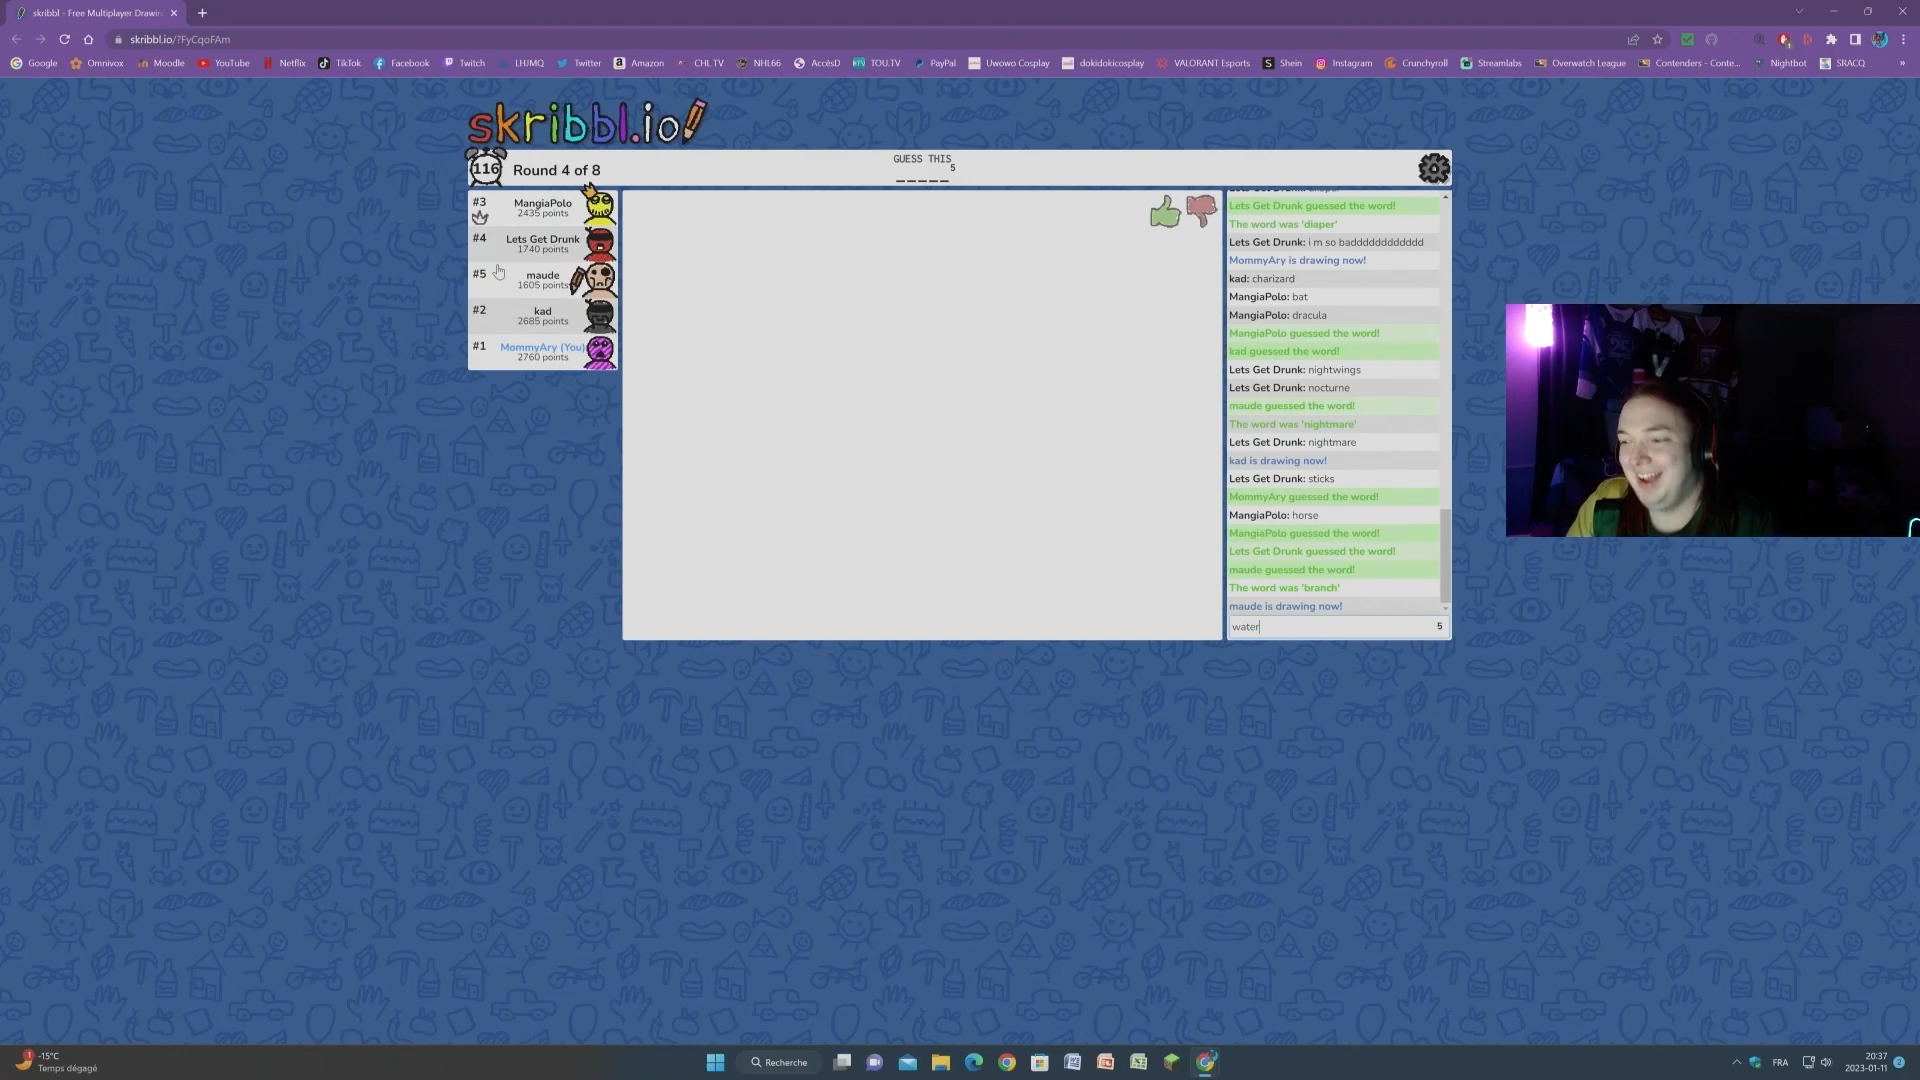 skribbl - Free Multiplayer Drawin
skribbl.io/?FyCqoFAm
Google Omnivox Moodle YouTube Netflix TikTok Facebook Twitch LHJMQ Twitter Amazon CHL TV NHL66 AccèsD TOU.TV PayPal Uwowo Cosplay dokidokicosplay VALORANT Esports Shein Instagram Crunchyroll Streamlabs Overwatch League Contenders - Conte... Nightbot SRACQ »
skribbl.io
116 Round 4 of 8
GUESS THIS
_____ 5
#3 MangiaPolo
2435 points
#4 Lets Get Drunk
1740 points
#5 maude
1605 points
#2 kad
2685 points
#1 MommyAry (You)
2760 points
Lets Get Drunk guessed the word!
The word was 'diaper'
Lets Get Drunk: i m so badddddddddddd
MommyAry is drawing now!
kad: charizard
MangiaPolo: bat
MangiaPolo: dracula
MangiaPolo guessed the word!
kad guessed the word!
Lets Get Drunk: nightwings
Lets Get Drunk: nocturne
maude guessed the word!
The word was 'nightmare'
Lets Get Drunk: nightmare
kad is drawing now!
Lets Get Drunk: sticks
MommyAry guessed the word!
MangiaPolo: horse
MangiaPolo guessed the word!
Lets Get Drunk guessed the word!
maude guessed the word!
The word was 'branch'
maude is drawing now!
water 5
1 -15°C
Temps dégagé
Recherche
FRA
20:37
2023-01-11
2